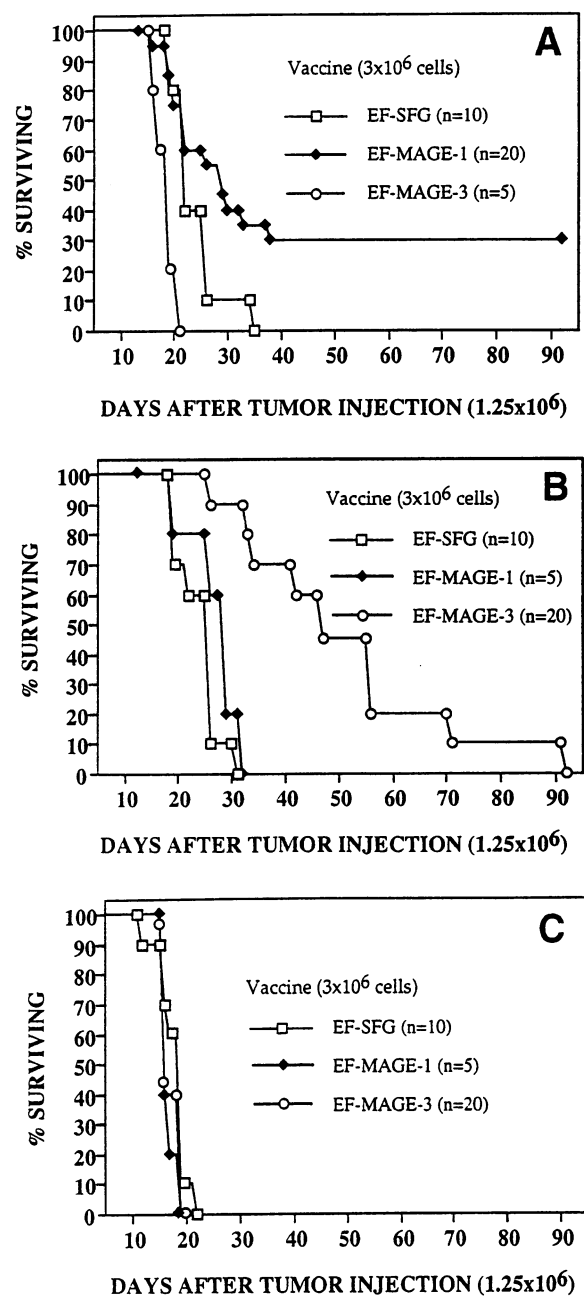 A
Vaccine (3x10⁶ cells)
EF-SFG (n=10)
EF-MAGE-1 (n=20)
EF-MAGE-3 (n=5)
% SURVIVING
100
90
80
70
60
50
40
30
20
10
0
10 20 30 40 50 60 70 80 90
DAYS AFTER TUMOR INJECTION (1.25x10⁶)
B
Vaccine (3x10⁶ cells)
EF-SFG (n=10)
EF-MAGE-1 (n=5)
EF-MAGE-3 (n=20)
% SURVIVING
100
90
80
70
60
50
40
30
20
10
0
10 20 30 40 50 60 70 80 90
DAYS AFTER TUMOR INJECTION (1.25x10⁶)
C
Vaccine (3x10⁶ cells)
EF-SFG (n=10)
EF-MAGE-1 (n=5)
EF-MAGE-3 (n=20)
% SURVIVING
100
90
80
70
60
50
40
30
20
10
0
10 20 30 40 50 60 70 80 90
DAYS AFTER TUMOR INJECTION (1.25x10⁶)